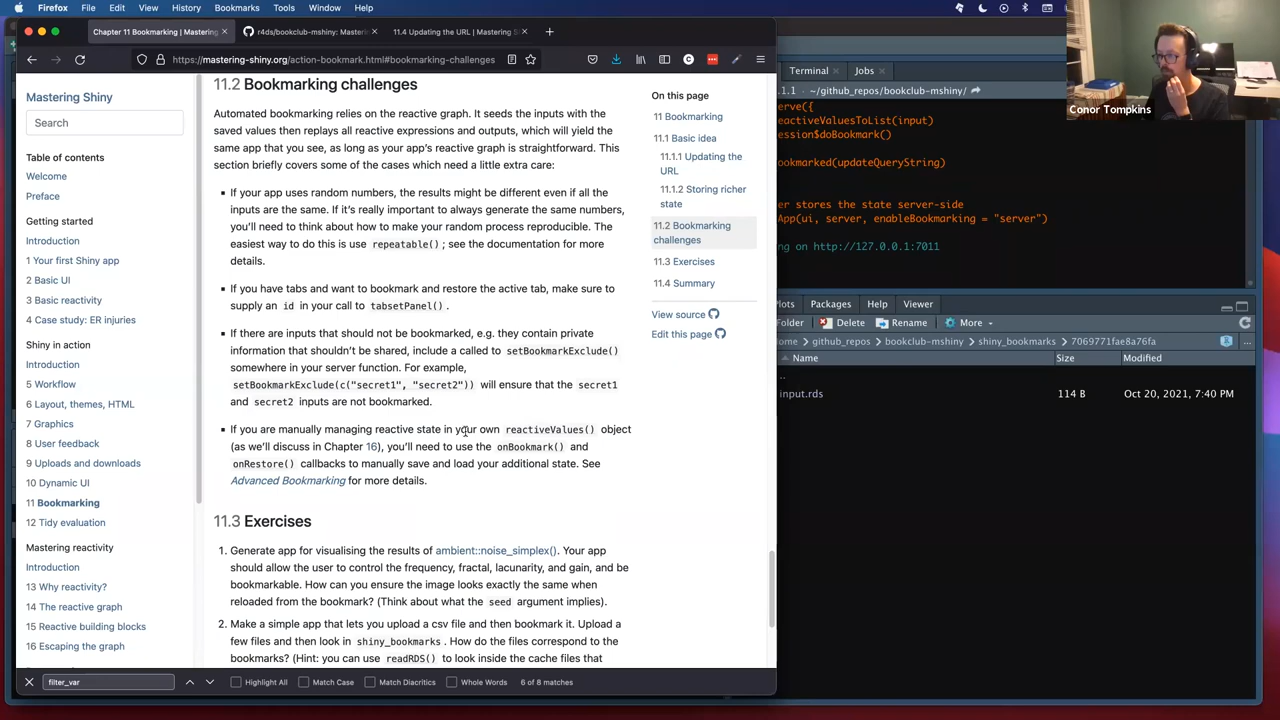 Firefox File Edit View History Bookmarks Tools Window Help
Chapter 11 Bookmarking | Mastering
r4ds/bookclub-mshiny: Masteri
11.4 Updating the URL | Mastering S
https://mastering-shiny.org/action-bookmark.html#bookmarking-challenges
Mastering Shiny
Search
Table of contents
Welcome
Preface
Getting started
Introduction
1 Your first Shiny app
2 Basic UI
3 Basic reactivity
4 Case study: ER injuries
Shiny in action
Introduction
5 Workflow
6 Layout, themes, HTML
7 Graphics
8 User feedback
9 Uploads and downloads
10 Dynamic UI
11 Bookmarking
12 Tidy evaluation
Mastering reactivity
Introduction
13 Why reactivity?
14 The reactive graph
15 Reactive building blocks
16 Escaping the graph
11.2 Bookmarking challenges
Automated bookmarking relies on the reactive graph. It seeds the inputs with the
saved values then replays all reactive expressions and outputs, which will yield the
same app that you see, as long as your app's reactive graph is straightforward. This
section briefly covers some of the cases which need a little extra care:
If your app uses random numbers, the results might be different even if all the
inputs are the same. If it's really important to always generate the same numbers,
you'll need to think about how to make your random process reproducible. The
easiest way to do this is use repeatable(); see the documentation for more
details.
If you have tabs and want to bookmark and restore the active tab, make sure to
supply an id in your call to tabsetPanel().
If there are inputs that should not be bookmarked, e.g. they contain private
information that shouldn't be shared, include a called to setBookmarkExclude()
somewhere in your server function. For example,
setBookmarkExclude(c("secret1", "secret2")) will ensure that the secret1
and secret2 inputs are not bookmarked.
If you are manually managing reactive state in your own reactiveValues() object
(as we'll discuss in Chapter 16), you'll need to use the onBookmark() and
onRestore() callbacks to manually save and load your additional state. See
Advanced Bookmarking for more details.
11.3 Exercises
1. Generate app for visualising the results of ambient::noise_simplex(). Your app
should allow the user to control the frequency, fractal, lacunarity, and gain, and be
bookmarkable. How can you ensure the image looks exactly the same when
reloaded from the bookmark? (Think about what the seed argument implies).
2. Make a simple app that lets you upload a csv file and then bookmark it. Upload a
few files and then look in shiny_bookmarks. How do the files correspond to the
bookmarks? (Hint: you can use readRDS() to look inside the cache files that
On this page
11 Bookmarking
11.1 Basic idea
11.1.1 Updating the
URL
11.1.2 Storing richer
state
11.2 Bookmarking
challenges
11.3 Exercises
11.4 Summary
View source
Edit this page
filter_var Highlight All Match Case Match Diacritics Whole Words 6 of 8 matches
Terminal Jobs
1.1 ~/github_repos/bookclub-mshiny/
erve({
eactiveValuesToList(input)
ession$doBookmark()
ookmarked(updateQueryString)
er stores the state server-side
App(ui, server, enableBookmarking = "server")
ng on http://127.0.0.1:7011
lots Packages Help Viewer
Folder Delete Rename More
ome github_repos bookclub-mshiny shiny_bookmarks 7069771fae8a76fa ...
Name Size Modified
..
input.rds 114 B Oct 20, 2021, 7:40 PM
Conor Tompkins